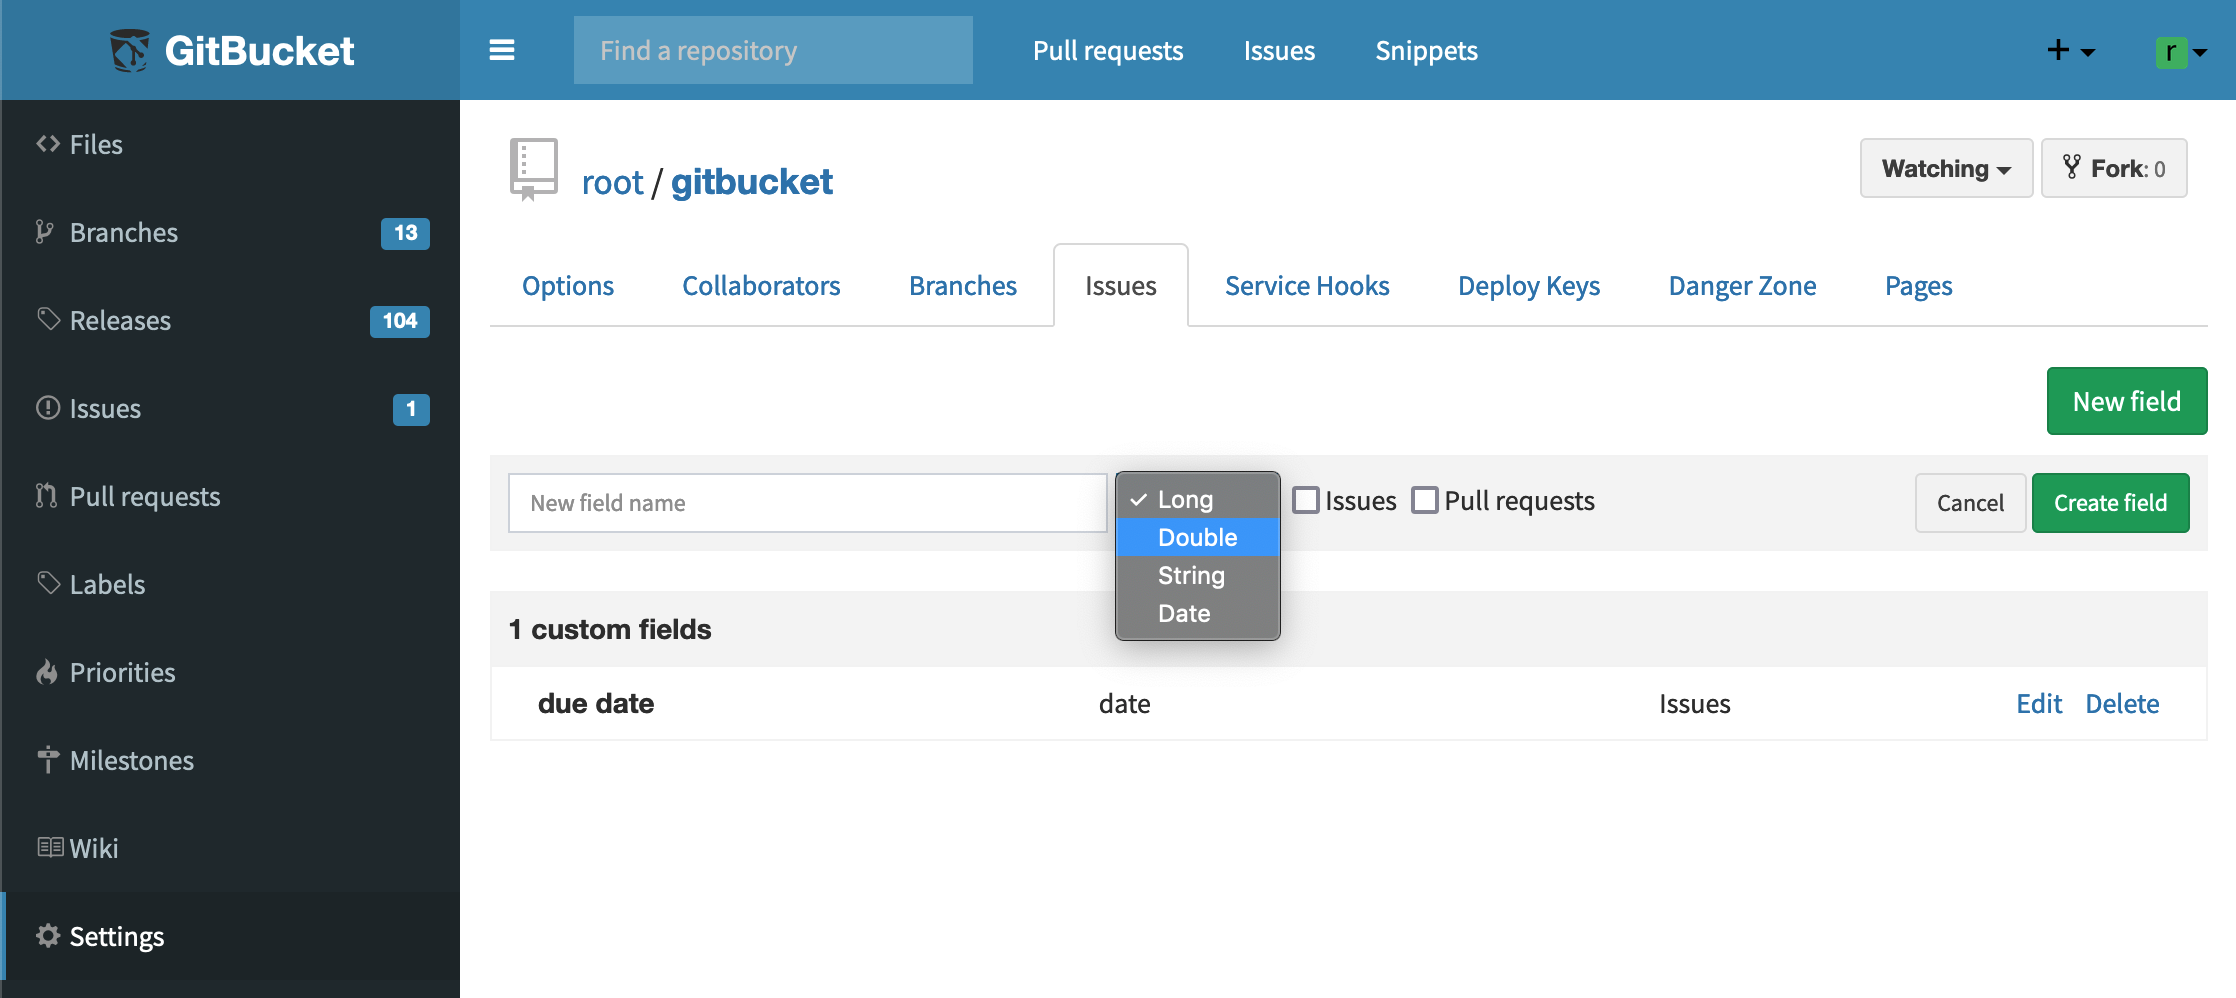 GitBucket
Find a repository
Pull requests
Issues
Snippets
r
Files
Branches 13
Releases 104
Issues 1
Pull requests
Labels
Priorities
Milestones
Wiki
Settings
root / gitbucket
Watching
Fork: 0
Options
Collaborators
Branches
Issues
Service Hooks
Deploy Keys
Danger Zone
Pages
New field
New field name
✓ Long
Double
String
Date
Issues
Pull requests
Cancel
Create field
1 custom fields
due date date Issues Edit Delete